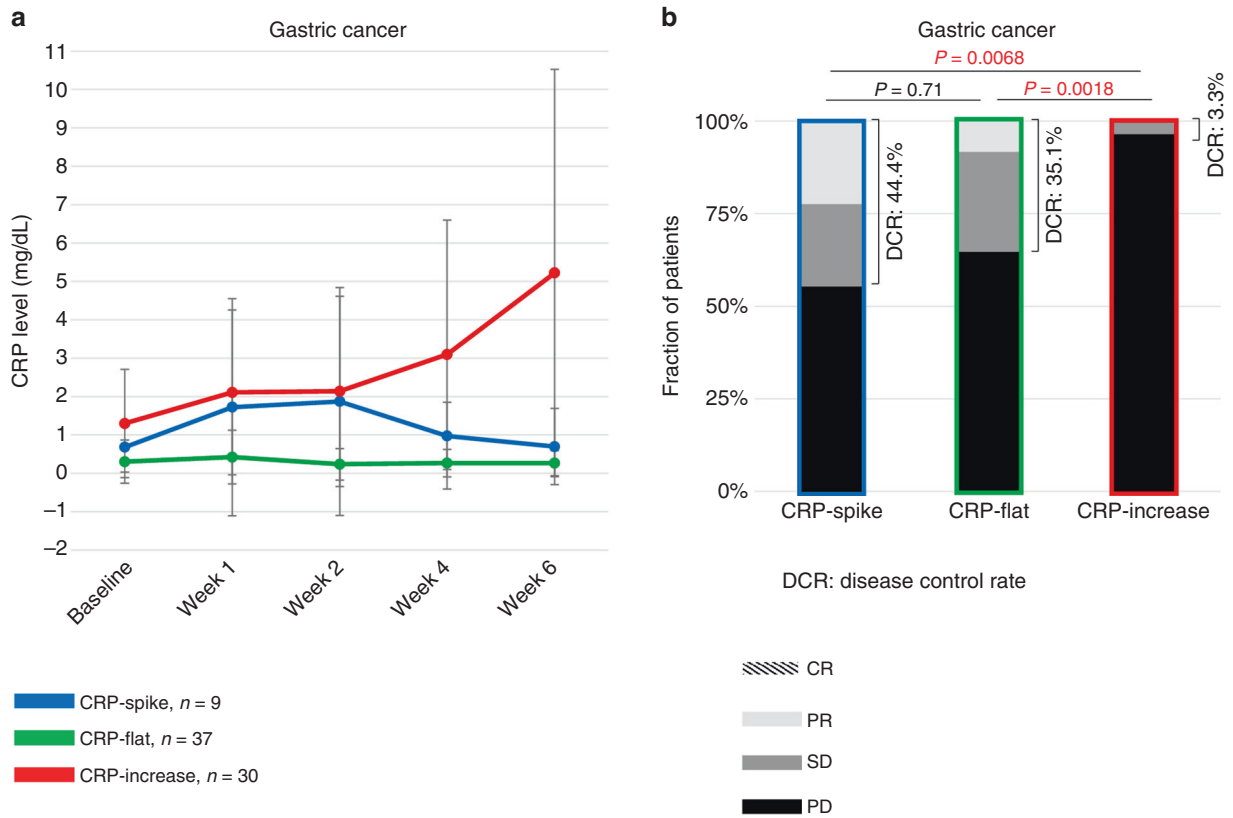 a
Gastric cancer
11
10
9
8
7
6
5
4
3
2
1
0
–1
–2
CRP level (mg/dL)
Baseline
Week 1
Week 2
Week 4
Week 6
CRP-spike, n = 9
CRP-flat, n = 37
CRP-increase, n = 30
b
Gastric cancer
P = 0.0068
P = 0.71
P = 0.0018
100%
75%
50%
25%
0%
Fraction of patients
DCR: 44.4%
DCR: 35.1%
DCR: 3.3%
CRP-spike
CRP-flat
CRP-increase
DCR: disease control rate
CR
PR
SD
PD